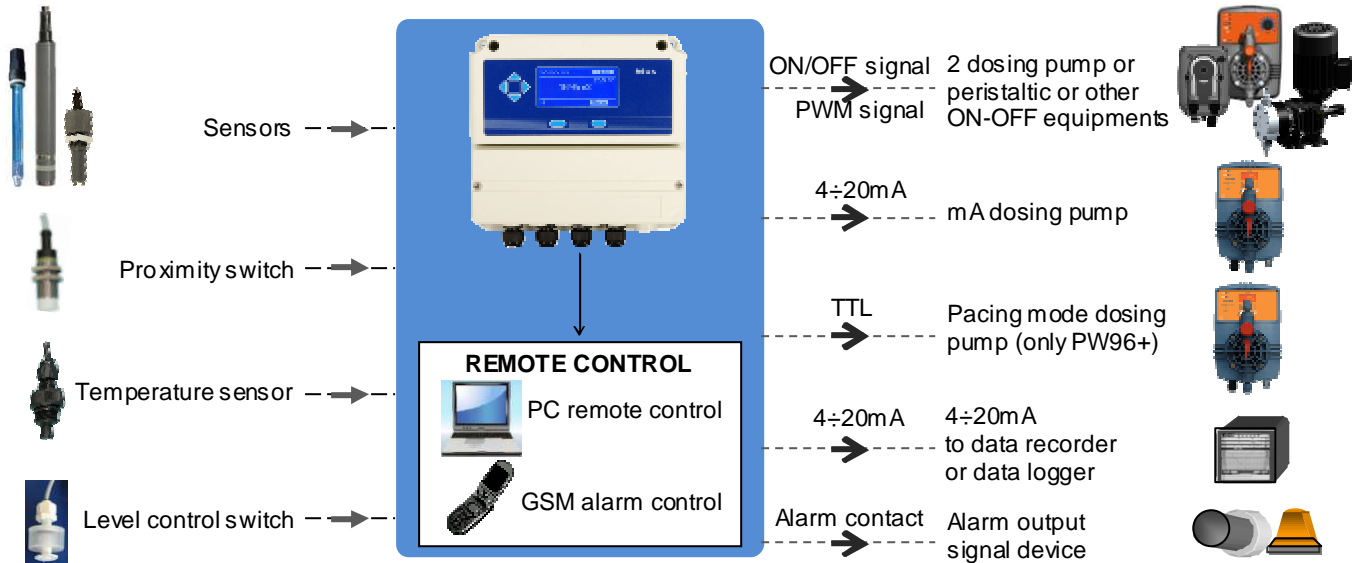 Sensors
Proximity switch
Temperature sensor
Level control switch
REMOTE CONTROL
PC remote control
GSM alarm control
ON/OFF signal
PWM signal
2 dosing pump or
peristaltic or other
ON-OFF equipments
4÷20mA
mA dosing pump
TTL
Pacing mode dosing
pump (only PW96+)
4÷20mA
4÷20mA
to data recorder
or data logger
Alarm contact
Alarm output
signal device